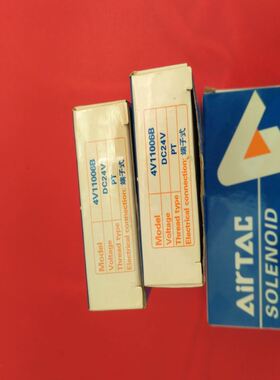 Model 4V11006B
Voltage DC24V
Thread type PT
Electrical connection: 端子式
Model 4V11006B
Voltage DC24V
Thread type PT
Electrical connection: 端子式
AirTAC
SOLENOID